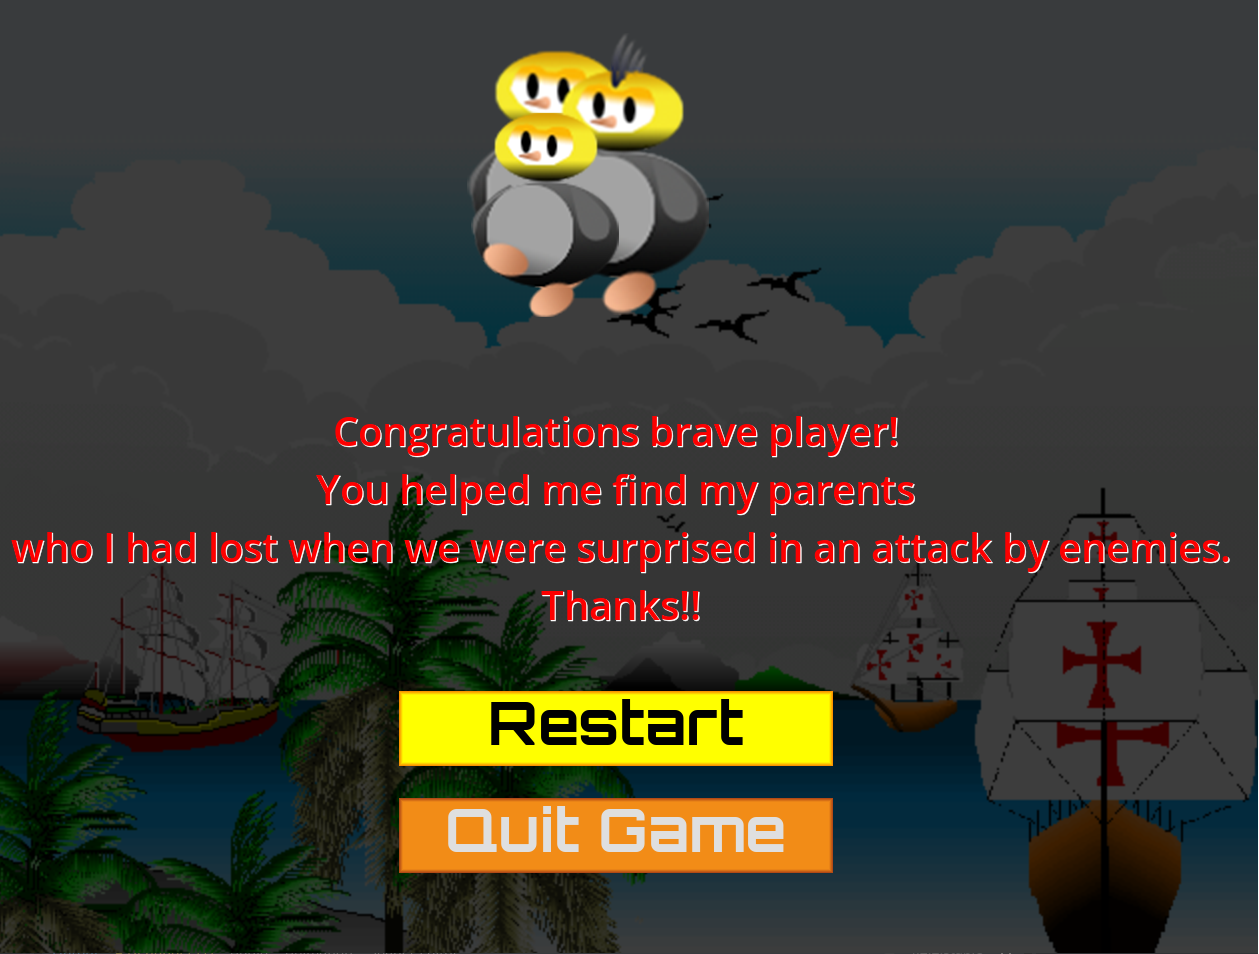 Congratulations brave player!
You helped me find my parents
who I had lost when we were surprised in an attack by enemies.
Thanks!!
Restart
Quit Game